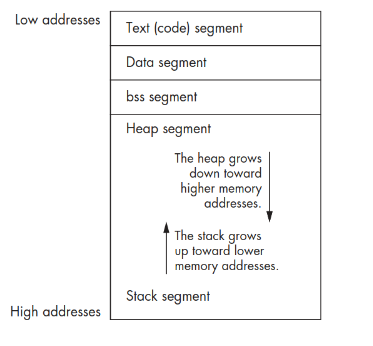 Low addresses
Text (code) segment
Data segment
bss segment
Heap segment
The heap grows
down toward
higher memory
addresses.
The stack grows
up toward lower
memory addresses.
Stack segment
High addresses